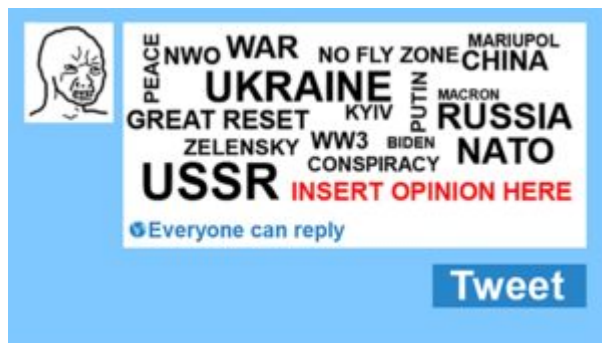 PEACE
NWO WAR NO FLY ZONE MARIUPOL
CHINA
UKRAINE
PUTIN
MACRON
GREAT RESET KYIV RUSSIA
ZELENSKY WW3 BIDEN NATO
CONSPIRACY
USSR INSERT OPINION HERE
Everyone can reply
Tweet